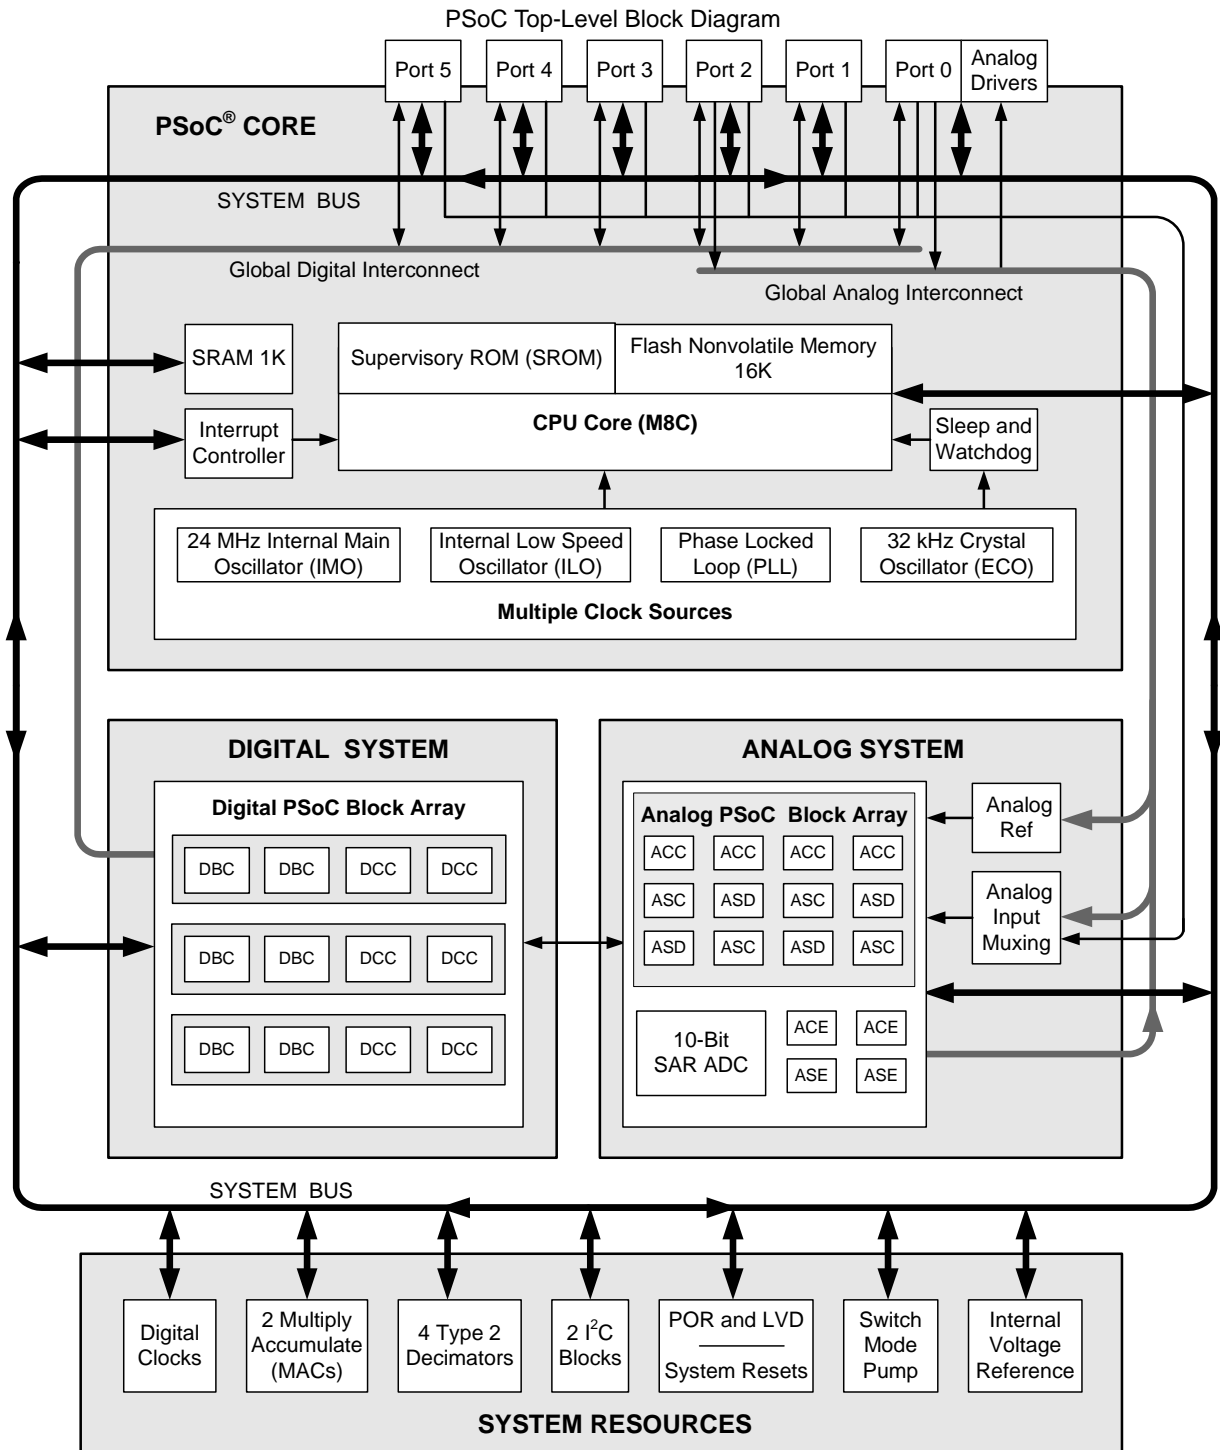 PSoC Top-Level Block Diagram
Port 5
Port 4
Port 3
Port 2
Port 1
Port 0
Analog
Drivers
PSoC® CORE
SYSTEM BUS
Global Digital Interconnect
Global Analog Interconnect
SRAM 1K
Supervisory ROM (SROM)
Flash Nonvolatile Memory
16K
CPU Core (M8C)
Interrupt
Controller
Sleep and
Watchdog
24 MHz Internal Main
Oscillator (IMO)
Internal Low Speed
Oscillator (ILO)
Phase Locked
Loop (PLL)
32 kHz Crystal
Oscillator (ECO)
Multiple Clock Sources
DIGITAL SYSTEM
Digital PSoC Block Array
DBC DBC DCC DCC
DBC DBC DCC DCC
DBC DBC DCC DCC
ANALOG SYSTEM
Analog PSoC Block Array
ACC ACC ACC ACC
ASC ASD ASC ASD
ASD ASC ASD ASC
10-Bit
SAR ADC
ACE ACE
ASE ASE
Analog
Ref
Analog
Input
Muxing
SYSTEM BUS
Digital
Clocks
2 Multiply
Accumulate
(MACs)
4 Type 2
Decimators
2 I²C
Blocks
POR and LVD
System Resets
Switch
Mode
Pump
Internal
Voltage
Reference
SYSTEM RESOURCES